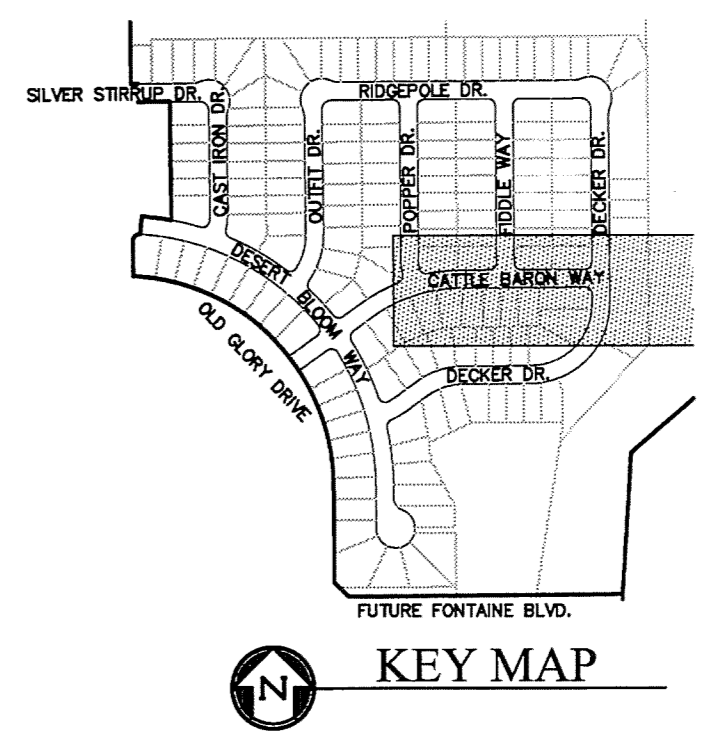 SILVER STIRRUP DR.
RIDGEPOLE DR.
CAST IRON DR.
OUTFIT DR.
POPPER DR.
FIDDLE WAY
DECKER DR.
DESERT BLOOM WAY
CATTLE BARON WAY
OLD GLORY DRIVE
DECKER DR.
FUTURE FONTAINE BLVD.
N
KEY MAP